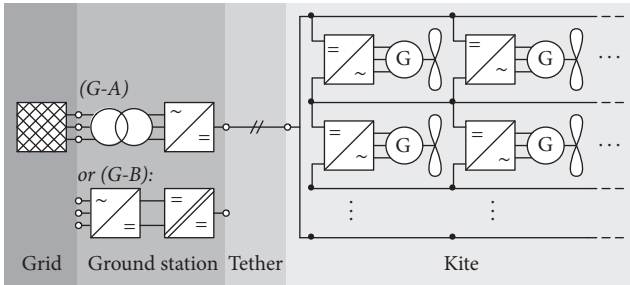 (G-A)
or (G-B):
=
~
G
=
~
G
...
~
=
=
~
G
=
~
G
...
~
=
=
=
Grid
Ground station
Tether
Kite